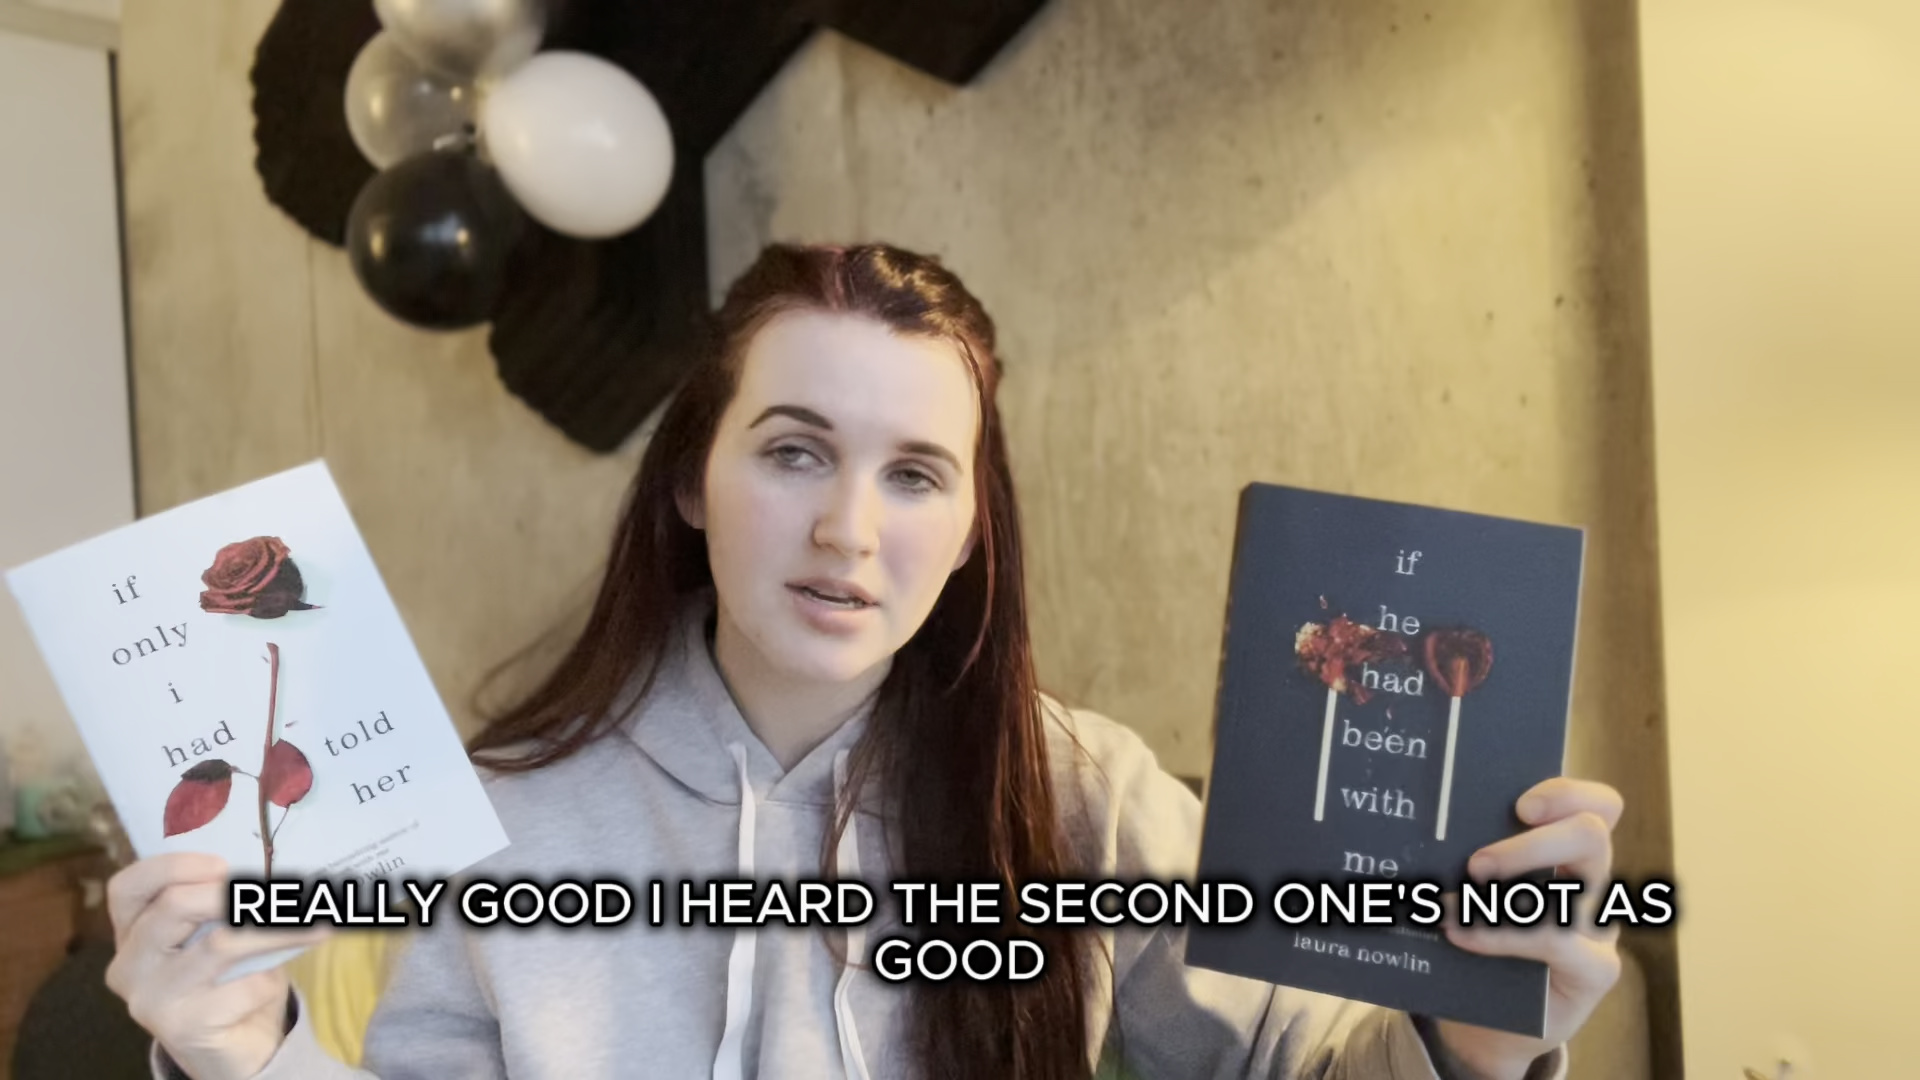 if
only
i
had
told
her
wlin
if
he
had
been
with
me
laura nowlin
REALLY GOOD I HEARD THE SECOND ONE'S NOT AS
GOOD